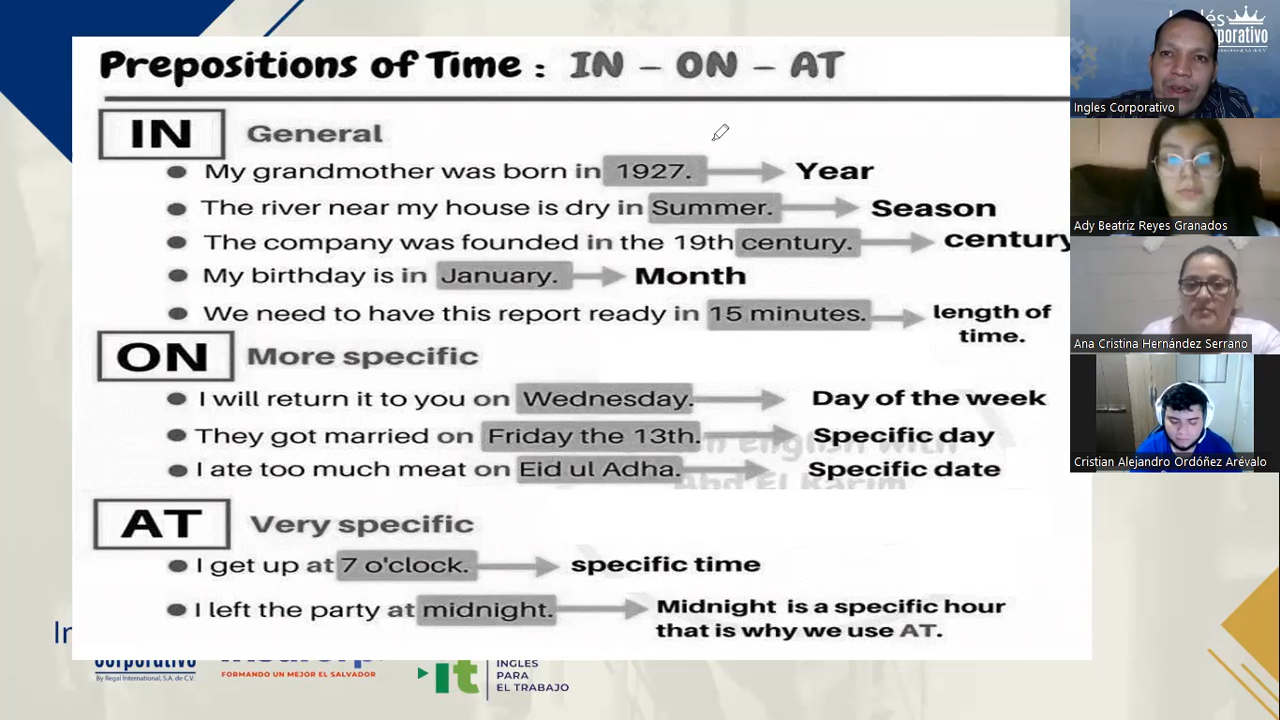 Prepositions of Time : IN – ON – AT
IN General
My grandmother was born in 1927. Year
The river near my house is dry in Summer. Season
The company was founded in the 19th century. century
My birthday is in January. Month
We need to have this report ready in 15 minutes. length of
time.
ON More specific
I will return it to you on Wednesday. Day of the week
They got married on Friday the 13th. Specific day
I ate too much meat on Eid ul Adha. Specific date
English with
Abd El Karim
AT Very specific
I get up at 7 o'clock. specific time
I left the party at midnight. Midnight is a specific hour
that is why we use AT.
By Regal International, S.A. de C.V.
FORMANDO UN MEJOR EL SALVADOR
it
INGLES
PARA
EL TRABAJO
Ingles Corporativo
Ady Beatriz Reyes Granados
Ana Cristina Hernández Serrano
Cristian Alejandro Ordóñez Arévalo